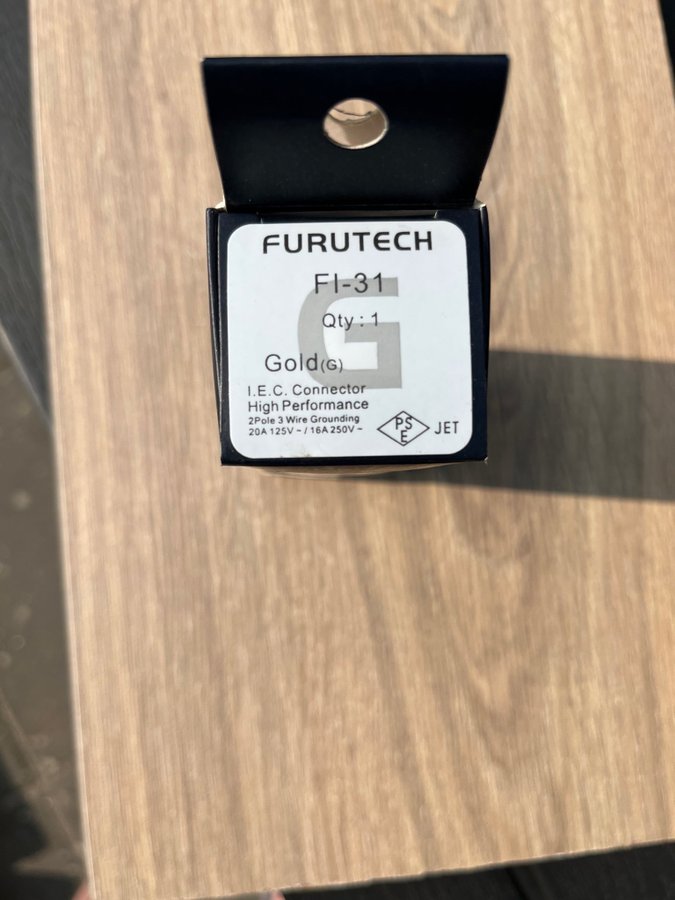 FURUTECH
FI-31
G
Qty : 1
Gold(G)
I.E.C. Connector
High Performance
2Pole 3 Wire Grounding
20A 125V ~ / 16A 250V ~
PS
E
JET